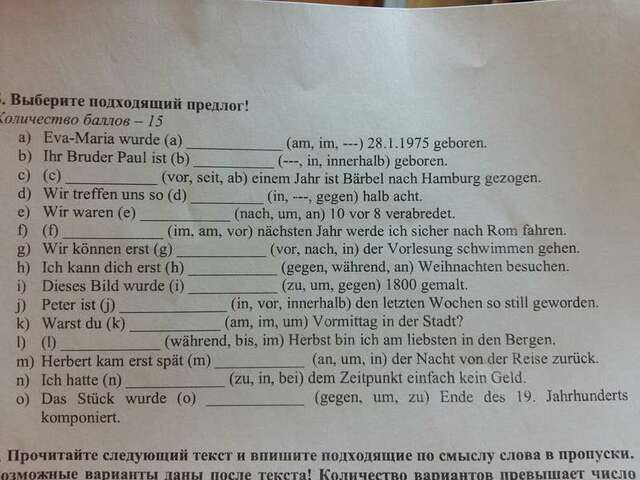 . Выберите подходящий предлог!
Количество баллов – 15
a) Eva-Maria wurde (a) ____________ (am, im, ---) 28.1.1975 geboren.
b) Ihr Bruder Paul ist (b) ____________ (---, in, innerhalb) geboren.
c) (c) ____________ (vor, seit, ab) einem Jahr ist Bärbel nach Hamburg gezogen.
d) Wir treffen uns so (d) ____________ (in, ---, gegen) halb acht.
e) Wir waren (e) ____________ (nach, um, an) 10 vor 8 verabredet.
f) (f) ____________ (im, am, vor) nächsten Jahr werde ich sicher nach Rom fahren.
g) Wir können erst (g) ____________ (vor, nach, in) der Vorlesung schwimmen gehen.
h) Ich kann dich erst (h) ____________ (gegen, während, an) Weihnachten besuchen.
i) Dieses Bild wurde (i) ____________ (zu, um, gegen) 1800 gemalt.
j) Peter ist (j) ____________ (in, vor, innerhalb) den letzten Wochen so still geworden.
k) Warst du (k) ____________ (am, im, um) Vormittag in der Stadt?
l) (l) ____________ (während, bis, im) Herbst bin ich am liebsten in den Bergen.
m) Herbert kam erst spät (m) ____________ (an, um, in) der Nacht von der Reise zurück.
n) Ich hatte (n) ____________ (zu, in, bei) dem Zeitpunkt einfach kein Geld.
o) Das Stück wurde (o) ____________ (gegen, um, zu) Ende des 19. Jahrhunderts
komponiert.
. Прочитайте следующий текст и впишите подходящие по смыслу слова в пропуски.
Возможные варианты даны после текста! Количество вариантов превышает число